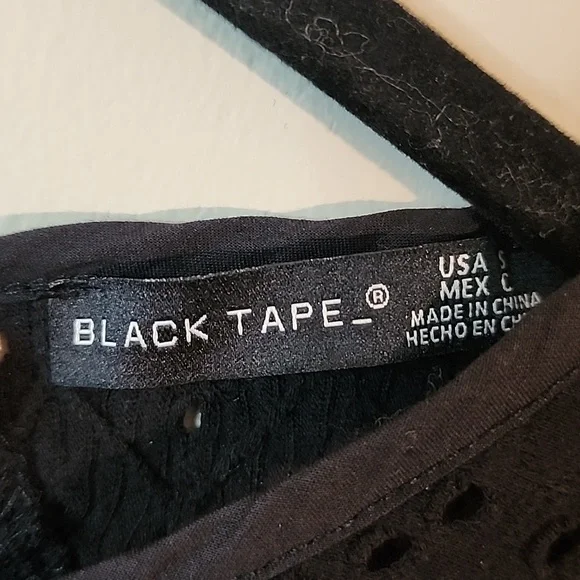 BLACK TAPE_®
USA S
MEX C
MADE IN CHINA
HECHO EN